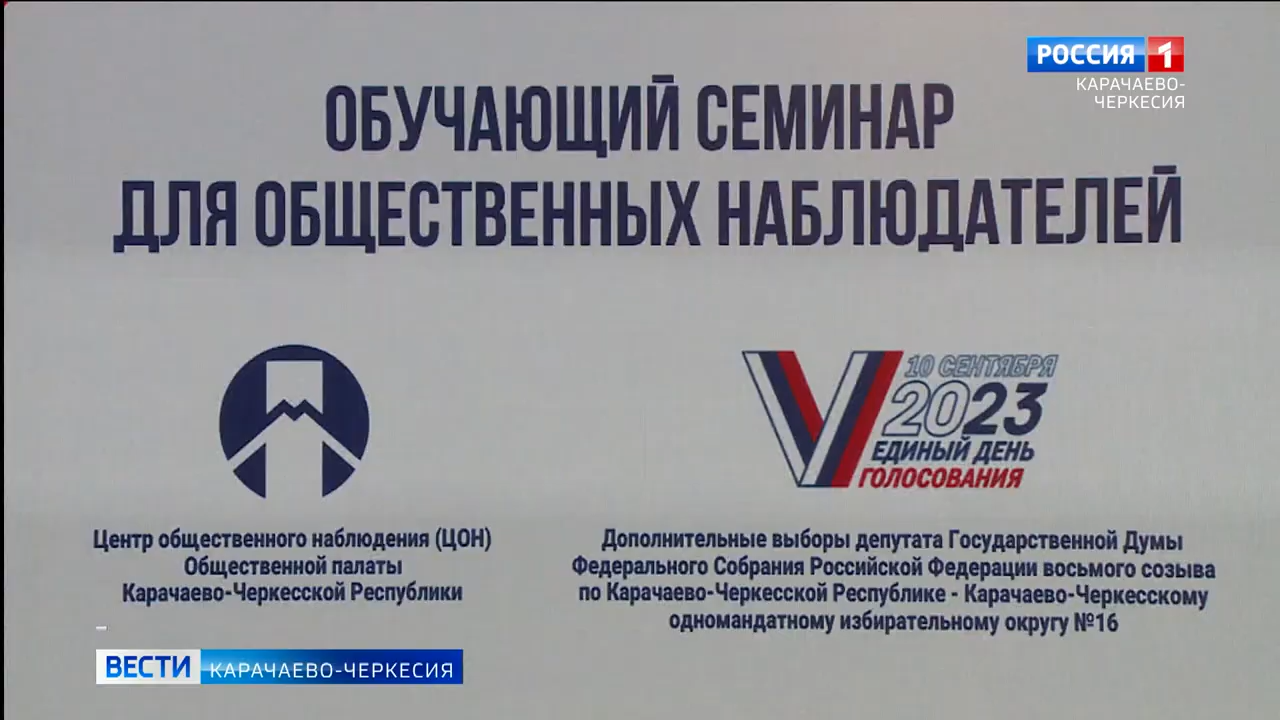 РОССИЯ 1
КАРАЧАЕВО-
ЧЕРКЕСИЯ
ОБУЧАЮЩИЙ СЕМИНАР
ДЛЯ ОБЩЕСТВЕННЫХ НАБЛЮДАТЕЛЕЙ
10 СЕНТЯБРЯ
2023
ЕДИНЫЙ ДЕНЬ
ГОЛОСОВАНИЯ
Центр общественного наблюдения (ЦОН)
Общественной палаты
Карачаево-Черкесской Республики
Дополнительные выборы депутата Государственной Думы
Федерального Собрания Российской Федерации восьмого созыва
по Карачаево-Черкесской Республике - Карачаево-Черкесскому
одномандатному избирательному округу №16
ВЕСТИ КАРАЧАЕВО-ЧЕРКЕСИЯ